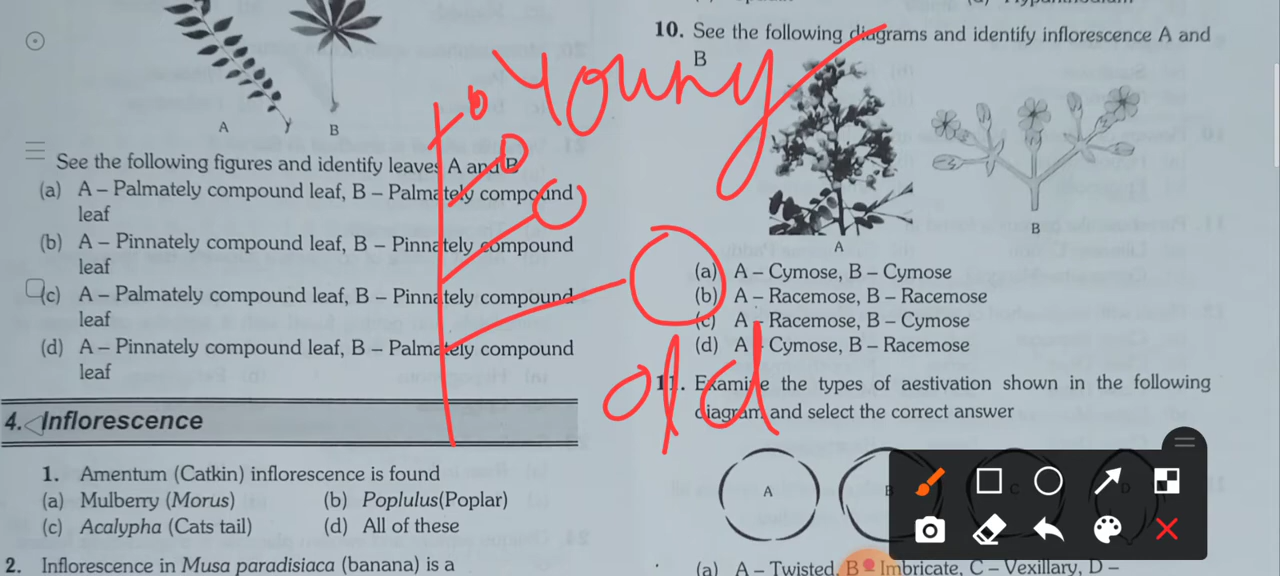 A
B
See the following figures and identify leaves A and B
(a) A – Palmately compound leaf, B – Palmately compound
leaf
(b) A – Pinnately compound leaf, B – Pinnately compound
leaf
(c) A – Palmately compound leaf, B – Pinnately compound
leaf
(d) A – Pinnately compound leaf, B – Palmately compound
leaf
4. Inflorescence
1. Amentum (Catkin) inflorescence is found
(a) Mulberry (Morus) (b) Poplulus(Poplar)
(c) Acalypha (Cats tail) (d) All of these
2. Inflorescence in Musa paradisiaca (banana) is a
Young
old
10. See the following diagrams and identify inflorescence A and
B
A
B
(a) A – Cymose, B – Cymose
(b) A – Racemose, B – Racemose
(c) A – Racemose, B – Cymose
(d) A – Cymose, B – Racemose
11. Examine the types of aestivation shown in the following
diagram and select the correct answer
A
B
C
D
(a) A – Twisted, B – Imbricate, C – Vexillary, D –